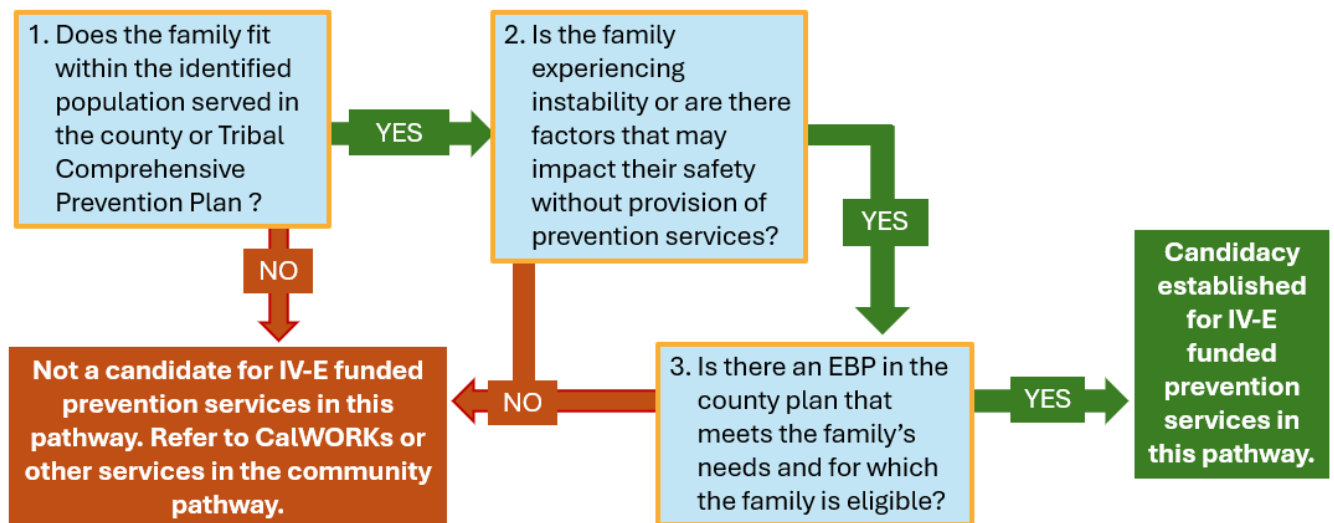 1. Does the family fit
within the identified
population served in
the county or Tribal
Comprehensive
Prevention Plan ?
YES
2. Is the family
experiencing
instability or are there
factors that may
impact their safety
without provision of
prevention services?
YES
NO
Not a candidate for IV-E funded
prevention services in this
pathway. Refer to CalWORKs or
other services in the community
pathway.
NO
3. Is there an EBP in the
county plan that
meets the family's
needs and for which
the family is eligible?
YES
Candidacy
established
for IV-E
funded
prevention
services in
this pathway.